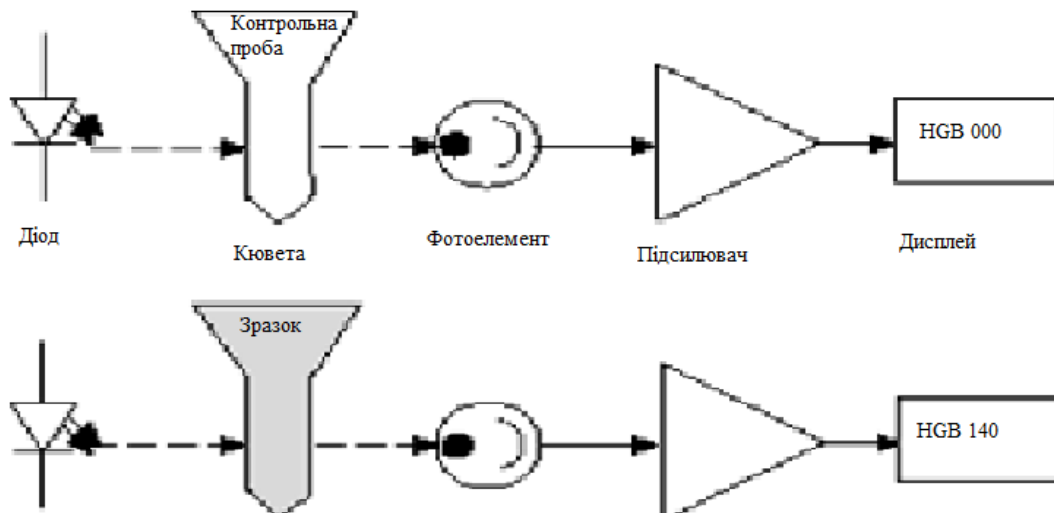 Контрольна
проба
HGB 000
Діод
Кювета
Фотоелемент
Підсилювач
Дисплей
Зразок
HGB 140